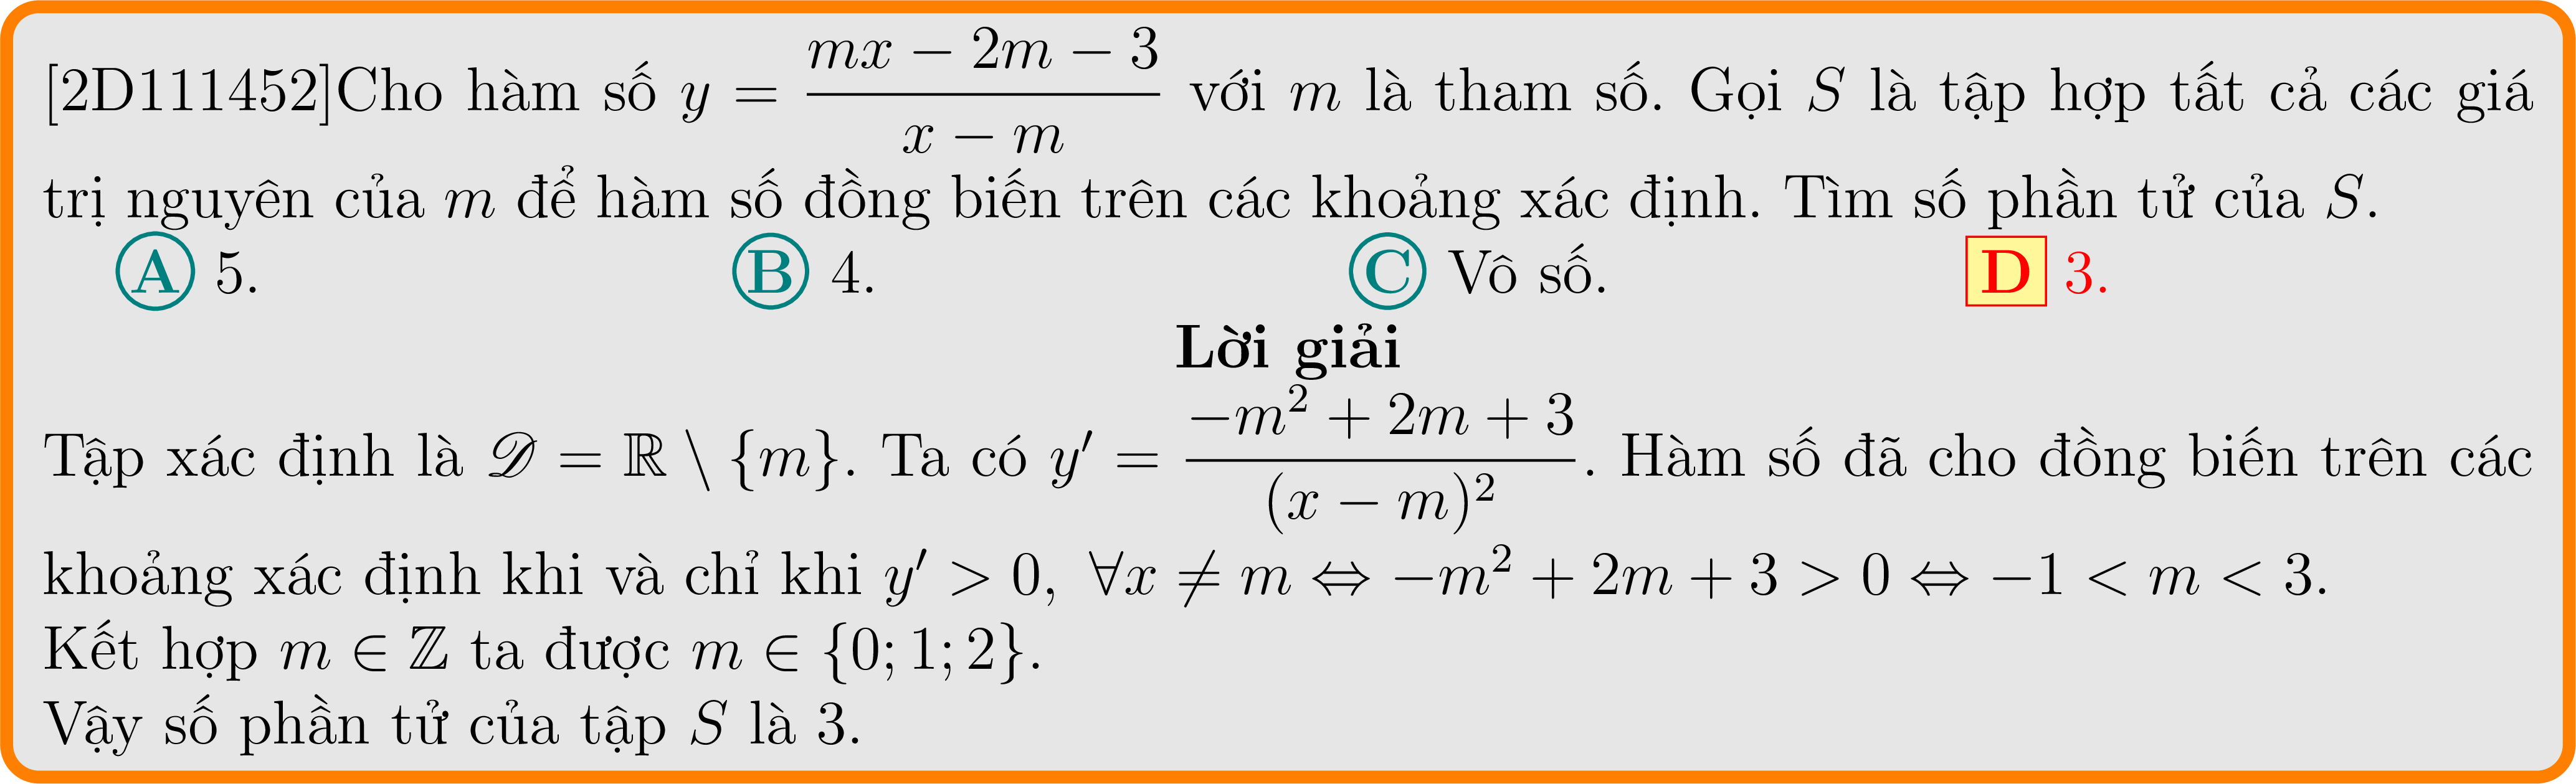 [2D111452]Cho hàm số $y = \dfrac{mx - 2m - 3}{x - m}$ với $m$ là tham số. Gọi $S$ là tập hợp tất cả các giá
trị nguyên của $m$ để hàm số đồng biến trên các khoảng xác định. Tìm số phần tử của $S$.
A 5. B 4. C Vô số. D 3.
Lời giải
Tập xác định là $\mathscr{D} = \mathbb{R} \setminus \{m\}$. Ta có $y' = \dfrac{-m^2 + 2m + 3}{(x - m)^2}$. Hàm số đã cho đồng biến trên các
khoảng xác định khi và chỉ khi $y' > 0, \ \forall x \neq m \Leftrightarrow -m^2 + 2m + 3 > 0 \Leftrightarrow -1 < m < 3$.
Kết hợp $m \in \mathbb{Z}$ ta được $m \in \{0; 1; 2\}$.
Vậy số phần tử của tập $S$ là 3.